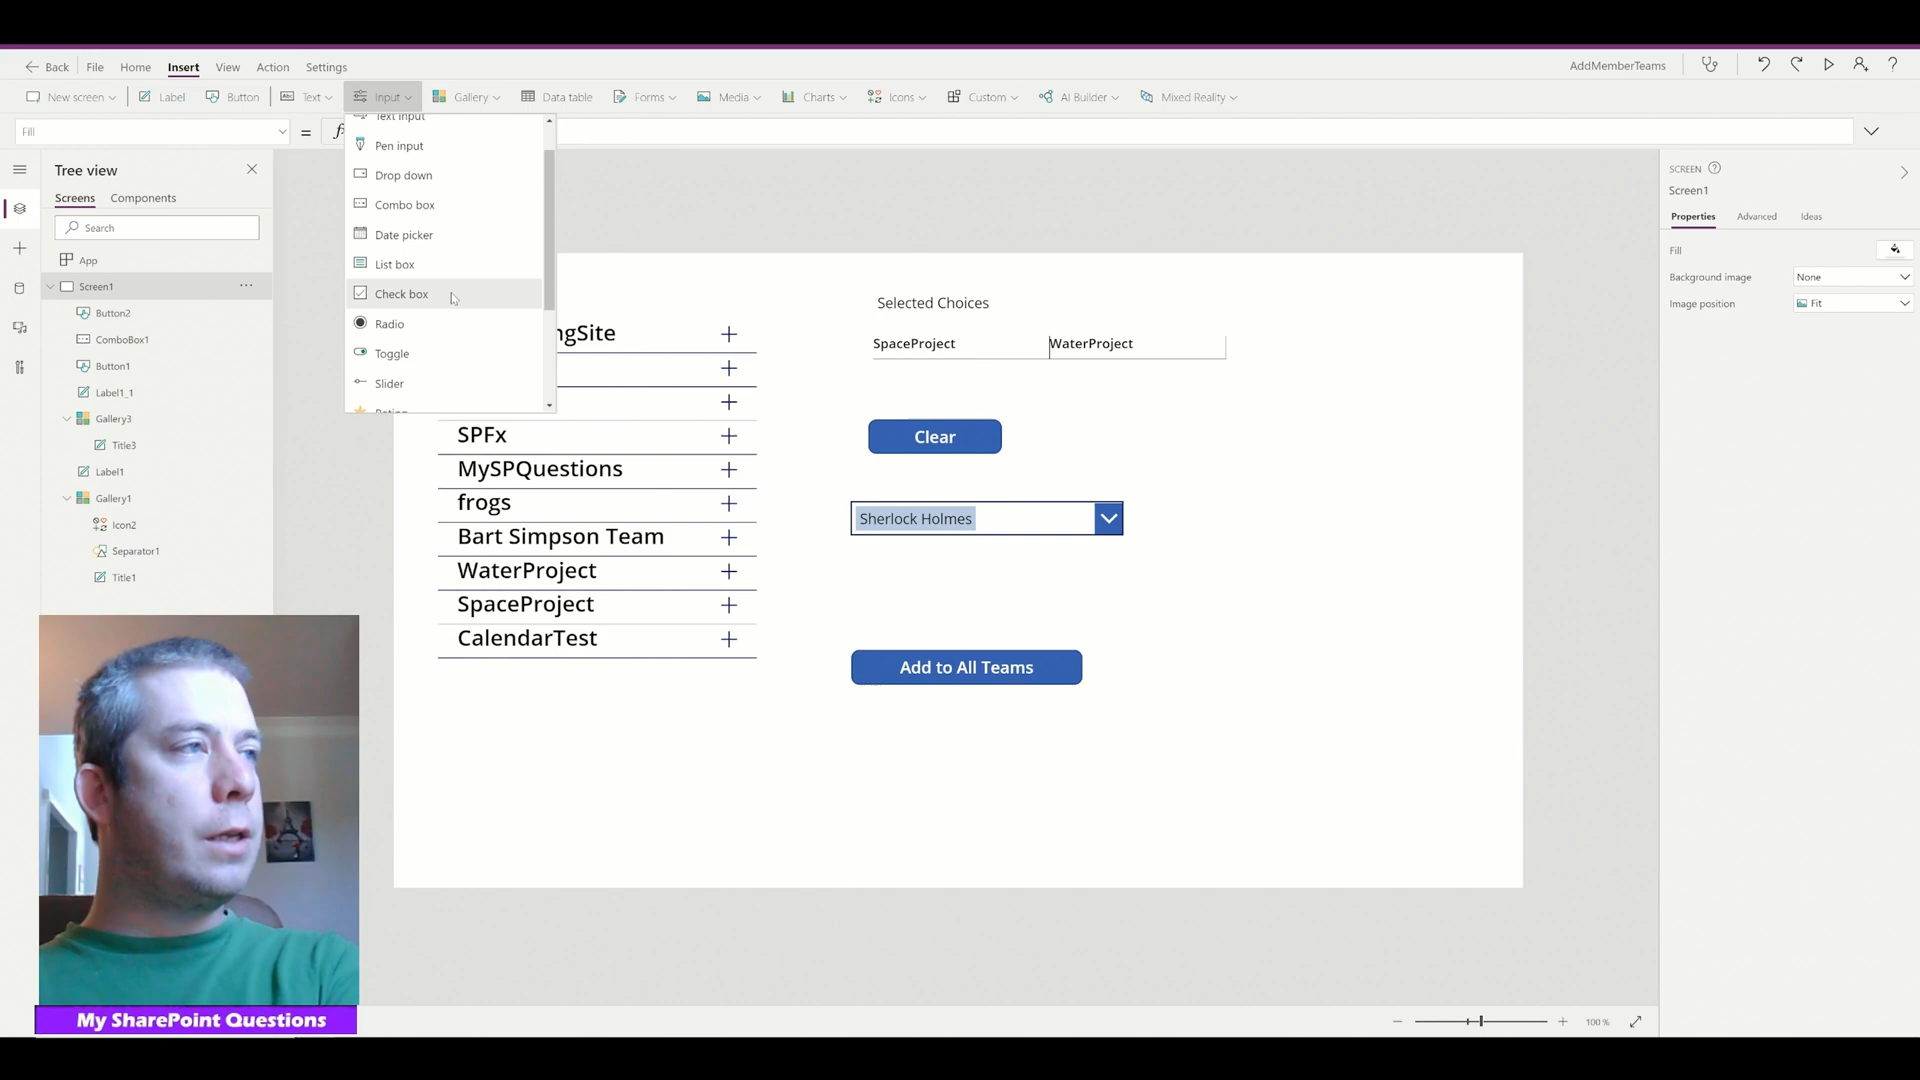 Back
File
Home
Insert
View
Action
Settings
AddMemberTeams
?
New screen
Label
Button
Text
Input
Gallery
Data table
Forms
Media
Charts
Icons
Custom
AI Builder
Mixed Reality
Fill
=
Text input
Pen input
Drop down
Combo box
Date picker
List box
Check box
Radio
Toggle
Slider
Rating
Tree view
Screens
Components
Search
App
Screen1
Button2
ComboBox1
Button1
Label1_1
Gallery3
Title3
Label1
Gallery1
Icon2
Separator1
Title1
ngSite
SPFx
MySPQuestions
frogs
Bart Simpson Team
WaterProject
SpaceProject
CalendarTest
Selected Choices
SpaceProject
WaterProject
Clear
Sherlock Holmes
Add to All Teams
SCREEN
Screen1
Properties
Advanced
Ideas
Fill
Background image
None
Image position
Fit
My SharePoint Questions
100 %